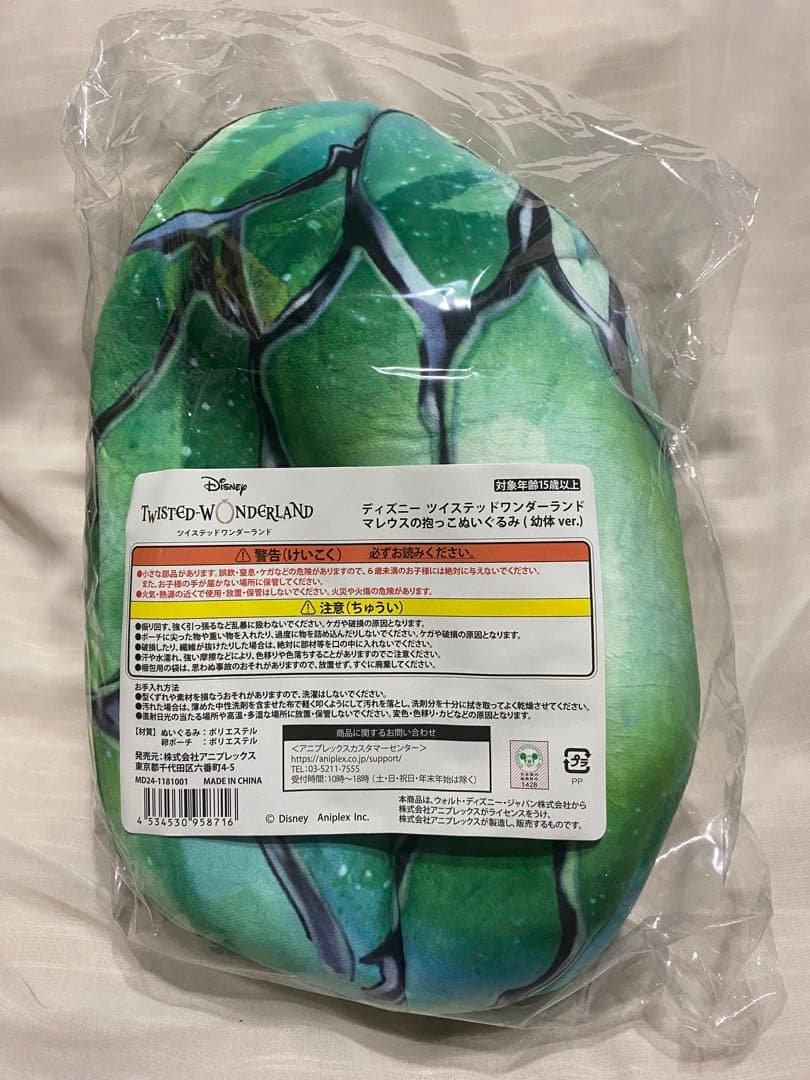 Disney
TWISTED-WONDERLAND
ツイステッドワンダーランド
対象年齢15歳以上
ディズニー ツイステッドワンダーランド
マレウスの抱っこぬいぐるみ ( 幼体 ver.)
⚠警告(けいこく) 必ずお読みください。
●小さな部品があります。誤飲・窒息・ケガなどの危険がありますので、6歳未満のお子様には絶対に与えないでください。
また、お子様の手が届かない場所に保管してください。
●火気・熱源の近くで使用・放置・保管はしないでください。火災や火傷の危険があります。
⚠注意(ちゅうい)
●振り回す、強く引っ張るなど乱暴に扱わないでください。ケガや破損の原因となります。
●ポーチに尖った物や重い物を入れたり、過度に物を詰め込んだりしないでください。ケガや破損の原因となります。
●破損したり、繊維が抜けたりした場合は、絶対に部材等を口の中に入れないでください。
●汗や水濡れ、強い摩擦などにより、色移りや色落ちすることがありますのでご注意ください。
●梱包用の袋は、思わぬ事故のおそれがありますので、放置せず、すぐに廃棄してください。
お手入れ方法
●型くずれや素材を損なうおそれがありますので、洗濯はしないでください。
●汚れた場合は、薄めた中性洗剤を含ませた布で軽く叩くようにして汚れを落とし、洗剤分を十分に拭き取ってよく乾燥させてください。
●直射日光の当たる場所や高温・多湿な場所に放置・保管しないでください。変色・色移り・カビなどの原因となります。
【材質】ぬいぐるみ:ポリエステル
卵ポーチ :ポリエステル
発売元:株式会社アニプレックス
東京都千代田区六番町4-5
MD24-1181001 MADE IN CHINA
4 534530 958716
商品に関するお問い合わせ
<アニプレックスカスタマーセンター>
https://aniplex.co.jp/support/
TEL:03-5211-7555
受付時間:10時～18時 (土・日・祝日・年末年始は除く)
© Disney Aniplex Inc.
1428
プラ
PP
本商品は、ウォルト・ディズニー・ジャパン株式会社から
株式会社アニプレックスがライセンスをうけ、
株式会社アニプレックスが製造し、販売するものです。